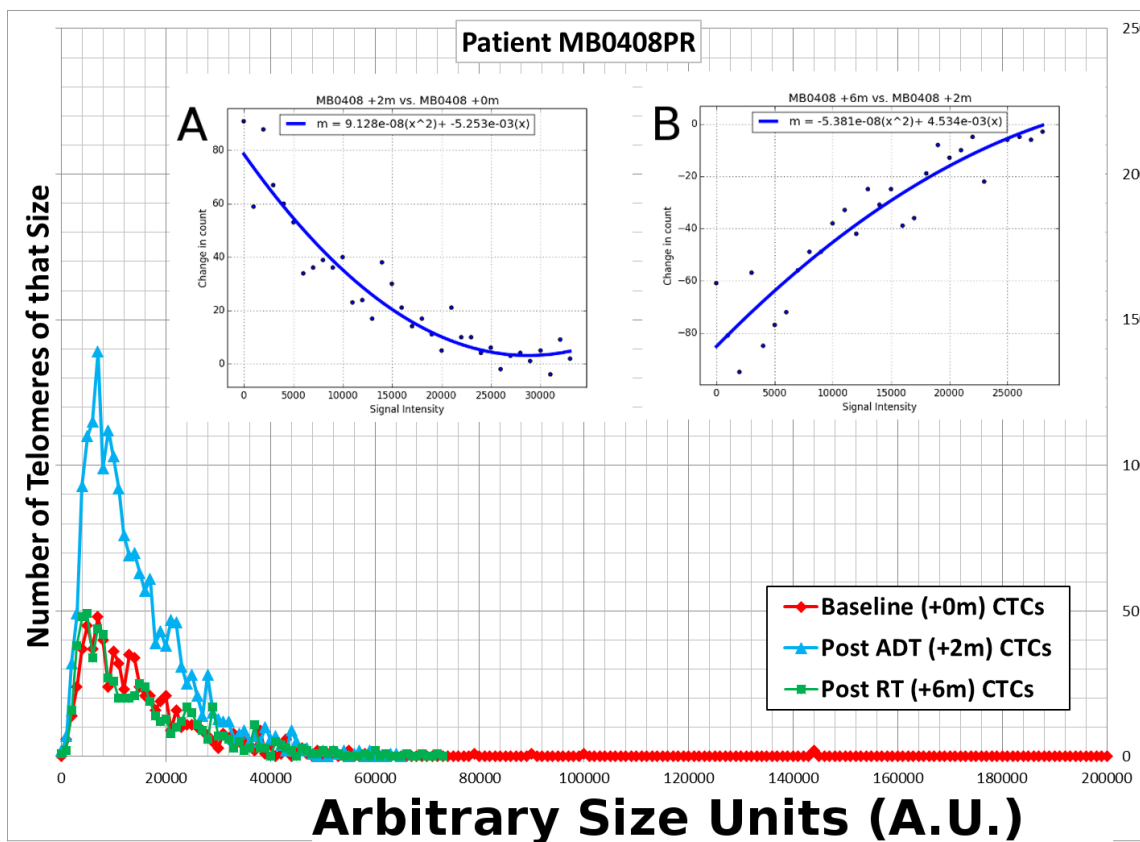 Patient MB0408PR
250
200
150
100
50
0
Number of Telomeres of that Size
A
MB0408 +2m vs. MB0408 +0m
m = 9.128e-08(x^2)+ -5.253e-03(x)
Change in count
80
60
40
20
0
0 5000 10000 15000 20000 25000 30000
Signal Intensity
B
MB0408 +6m vs. MB0408 +2m
m = -5.381e-08(x^2)+ 4.534e-03(x)
Change in count
0
−20
−40
−60
−80
0 5000 10000 15000 20000 25000
Signal Intensity
Baseline (+0m) CTCs
Post ADT (+2m) CTCs
Post RT (+6m) CTCs
0 20000 40000 60000 80000 100000 120000 140000 160000 180000 200000
Arbitrary Size Units (A.U.)